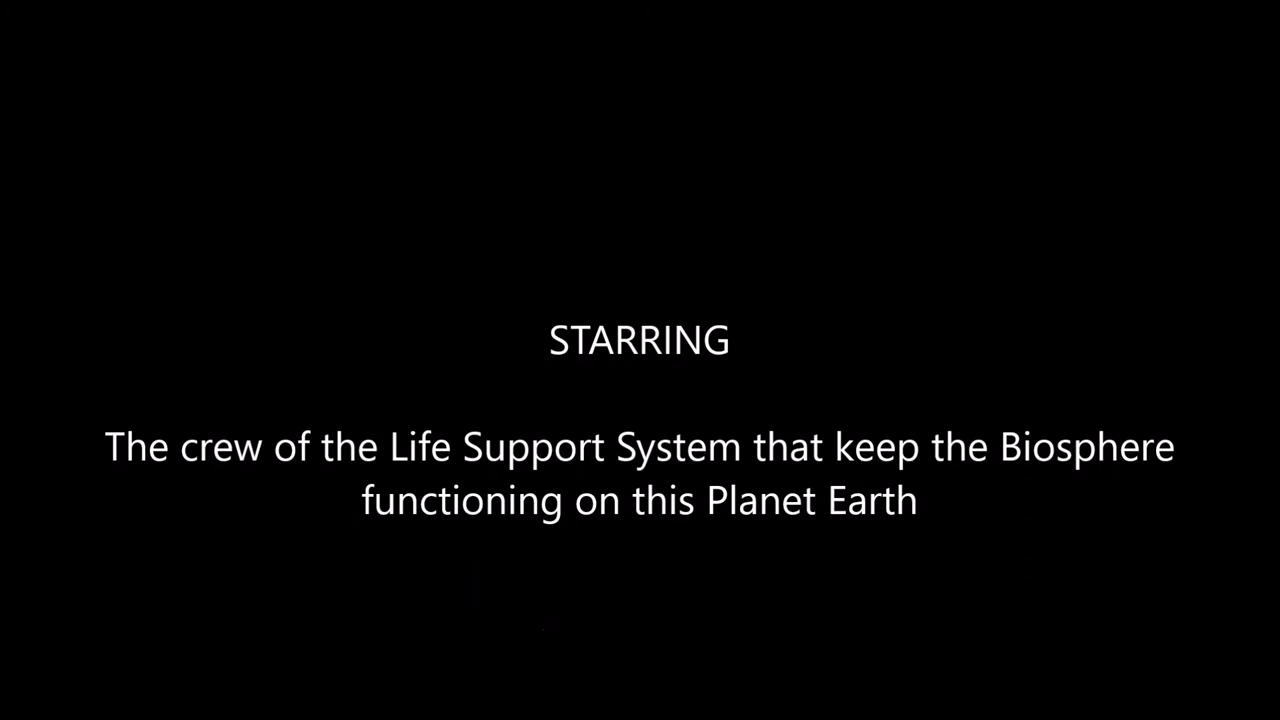 STARRING
The crew of the Life Support System that keep the Biosphere
functioning on this Planet Earth